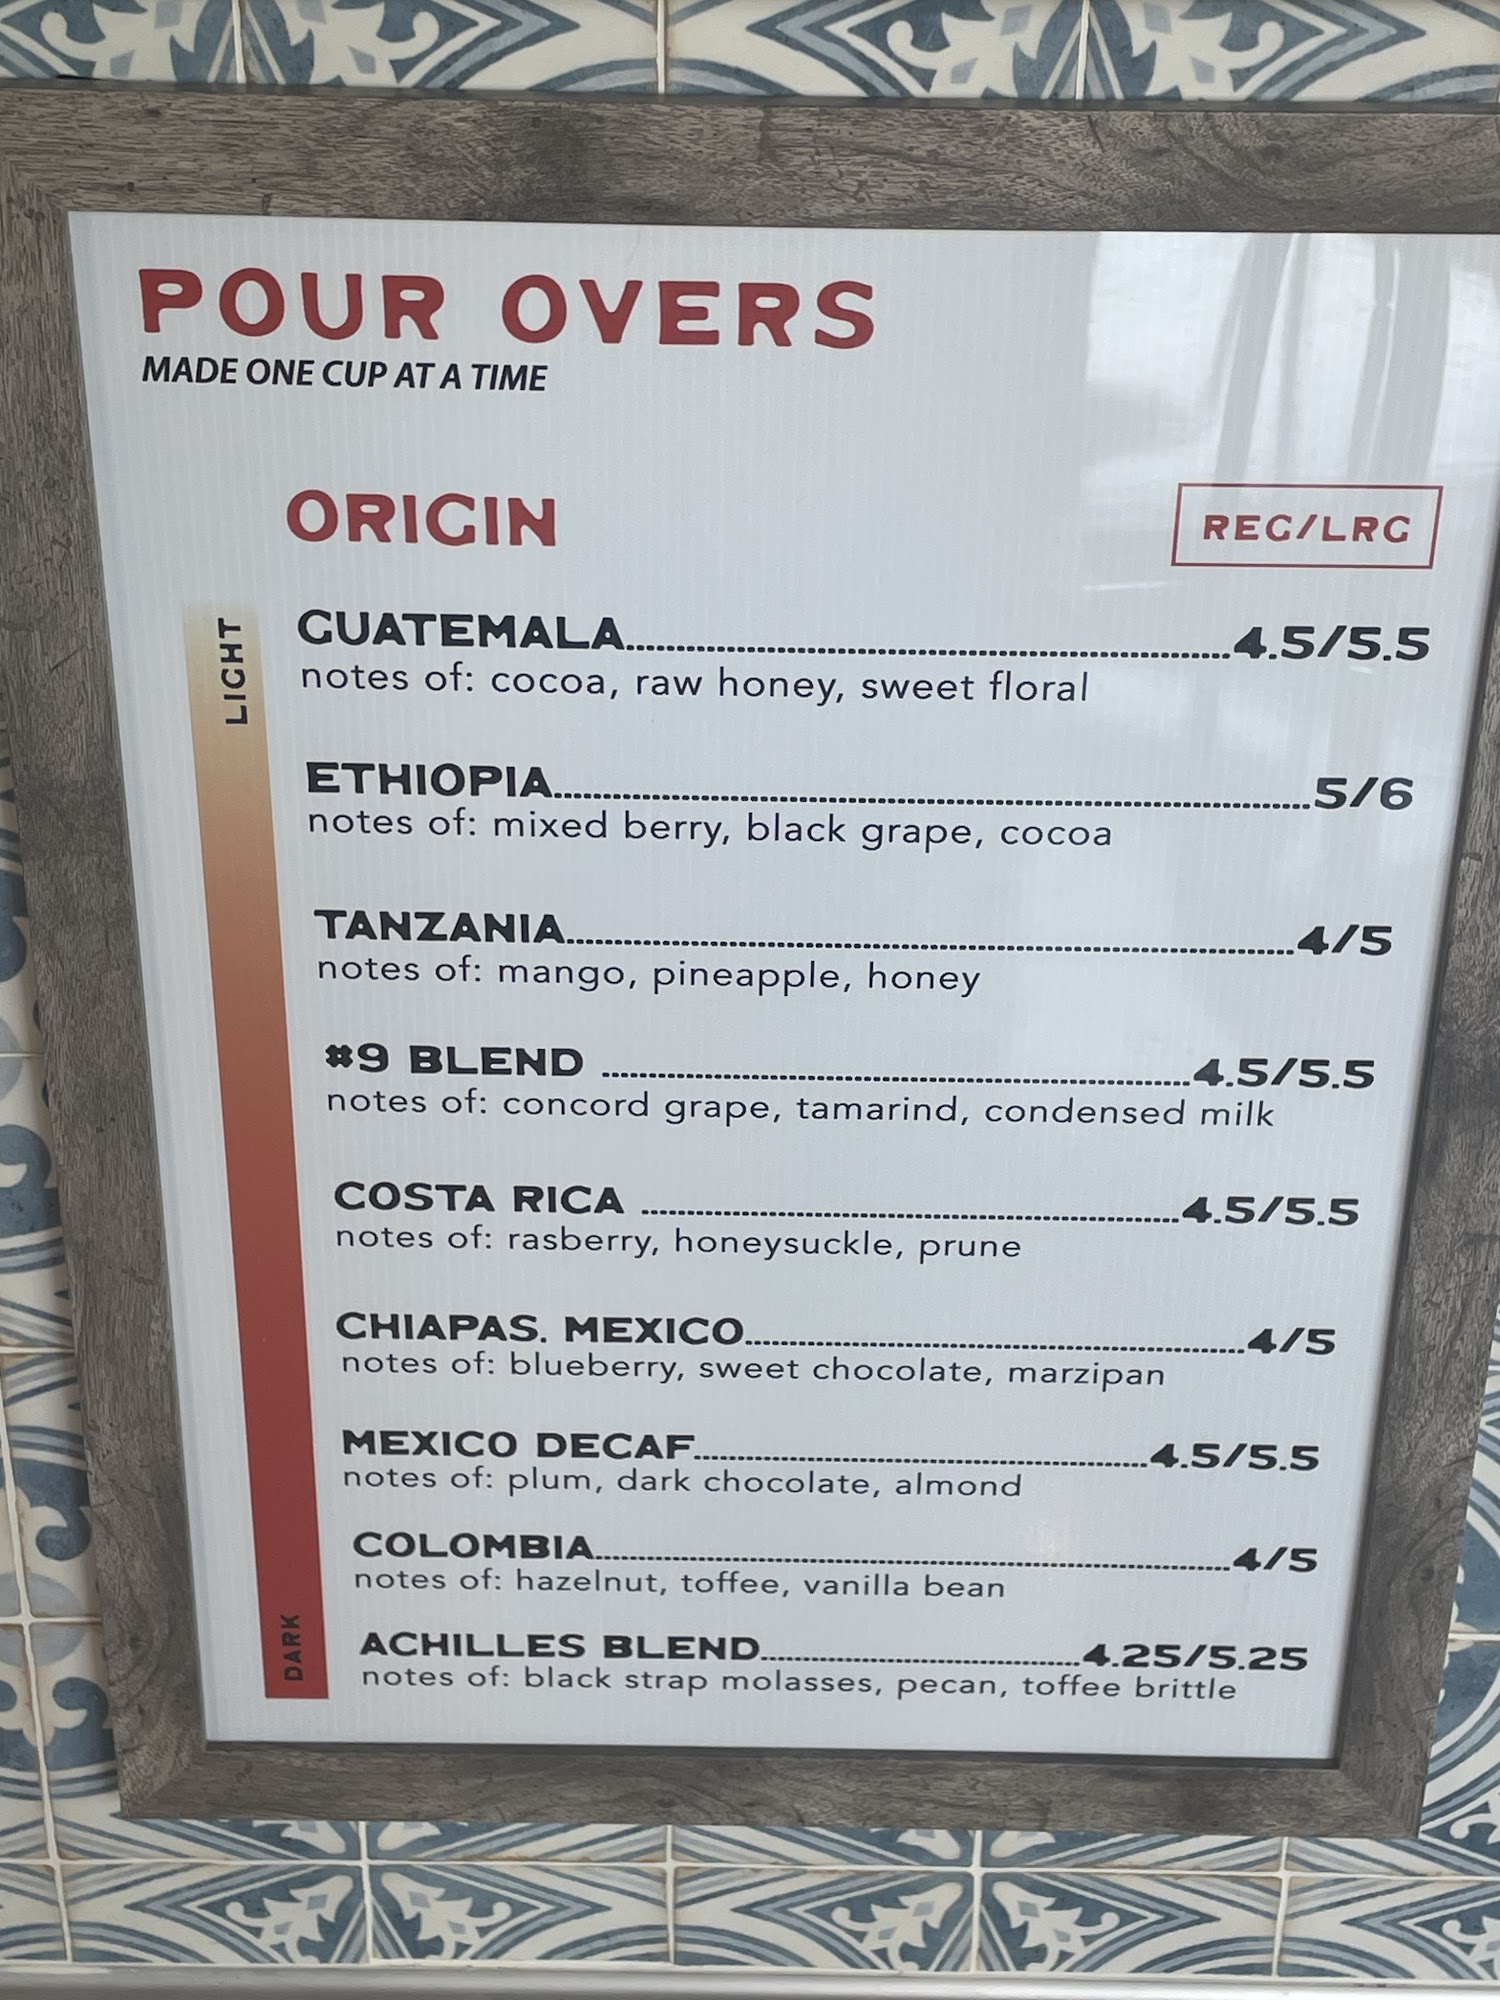 POUR OVERS
MADE ONE CUP AT A TIME
ORIGIN
REG/LRG
LIGHT
GUATEMALA................4.5/5.5
notes of: cocoa, raw honey, sweet floral
ETHIOPIA................5/6
notes of: mixed berry, black grape, cocoa
TANZANIA................4/5
notes of: mango, pineapple, honey
#9 BLEND ................4.5/5.5
notes of: concord grape, tamarind, condensed milk
COSTA RICA ................4.5/5.5
notes of: rasberry, honeysuckle, prune
CHIAPAS. MEXICO................4/5
notes of: blueberry, sweet chocolate, marzipan
MEXICO DECAF................4.5/5.5
notes of: plum, dark chocolate, almond
COLOMBIA................4/5
notes of: hazelnut, toffee, vanilla bean
DARK
ACHILLES BLEND................4.25/5.25
notes of: black strap molasses, pecan, toffee brittle